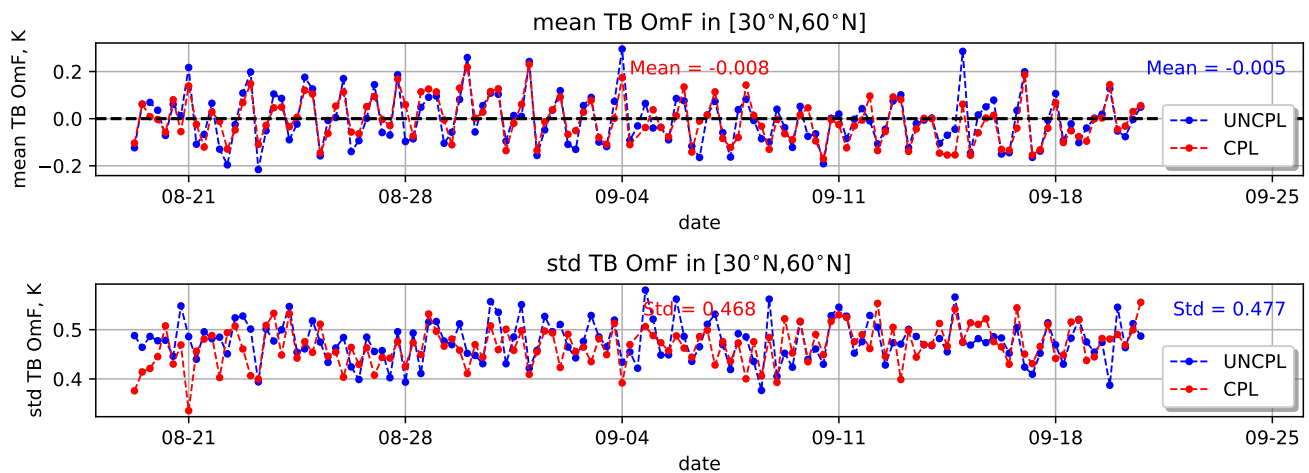 mean TB OmF in [30°N,60°N]
mean TB OmF, K
0.2
0.0
−0.2
Mean = -0.008
Mean = -0.005
UNCPL
CPL
08-21
08-28
09-04
09-11
09-18
09-25
date
std TB OmF in [30°N,60°N]
std TB OmF, K
0.5
0.4
Std = 0.468
Std = 0.477
UNCPL
CPL
08-21
08-28
09-04
09-11
09-18
09-25
date